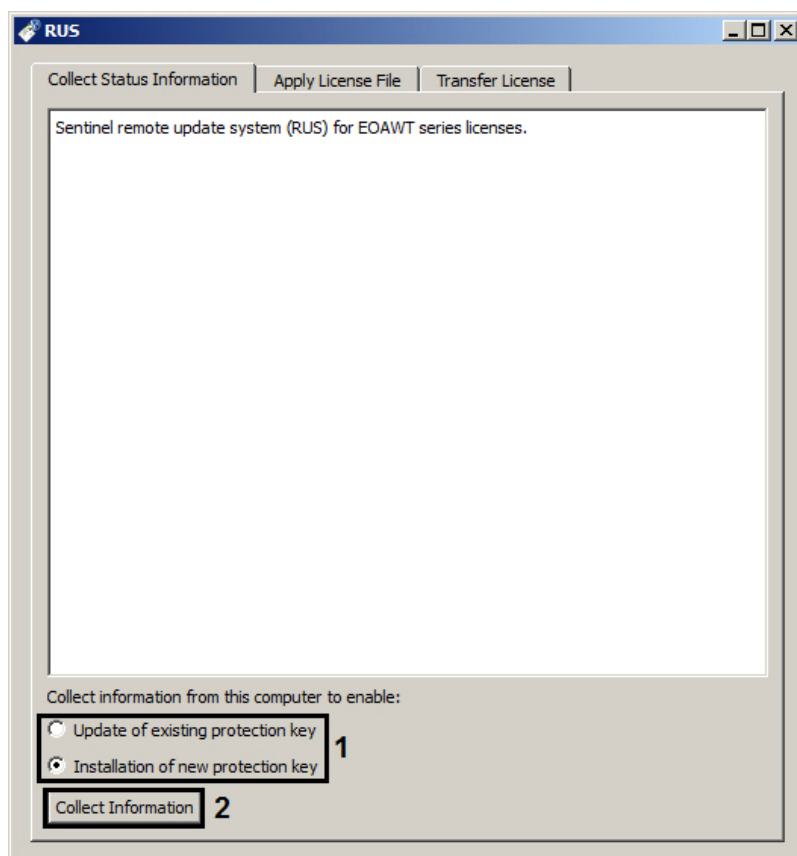 RUS
Collect Status Information Apply License File Transfer License
Sentinel remote update system (RUS) for EOAWT series licenses.
Collect information from this computer to enable:
Update of existing protection key
1
Installation of new protection key
Collect Information 2